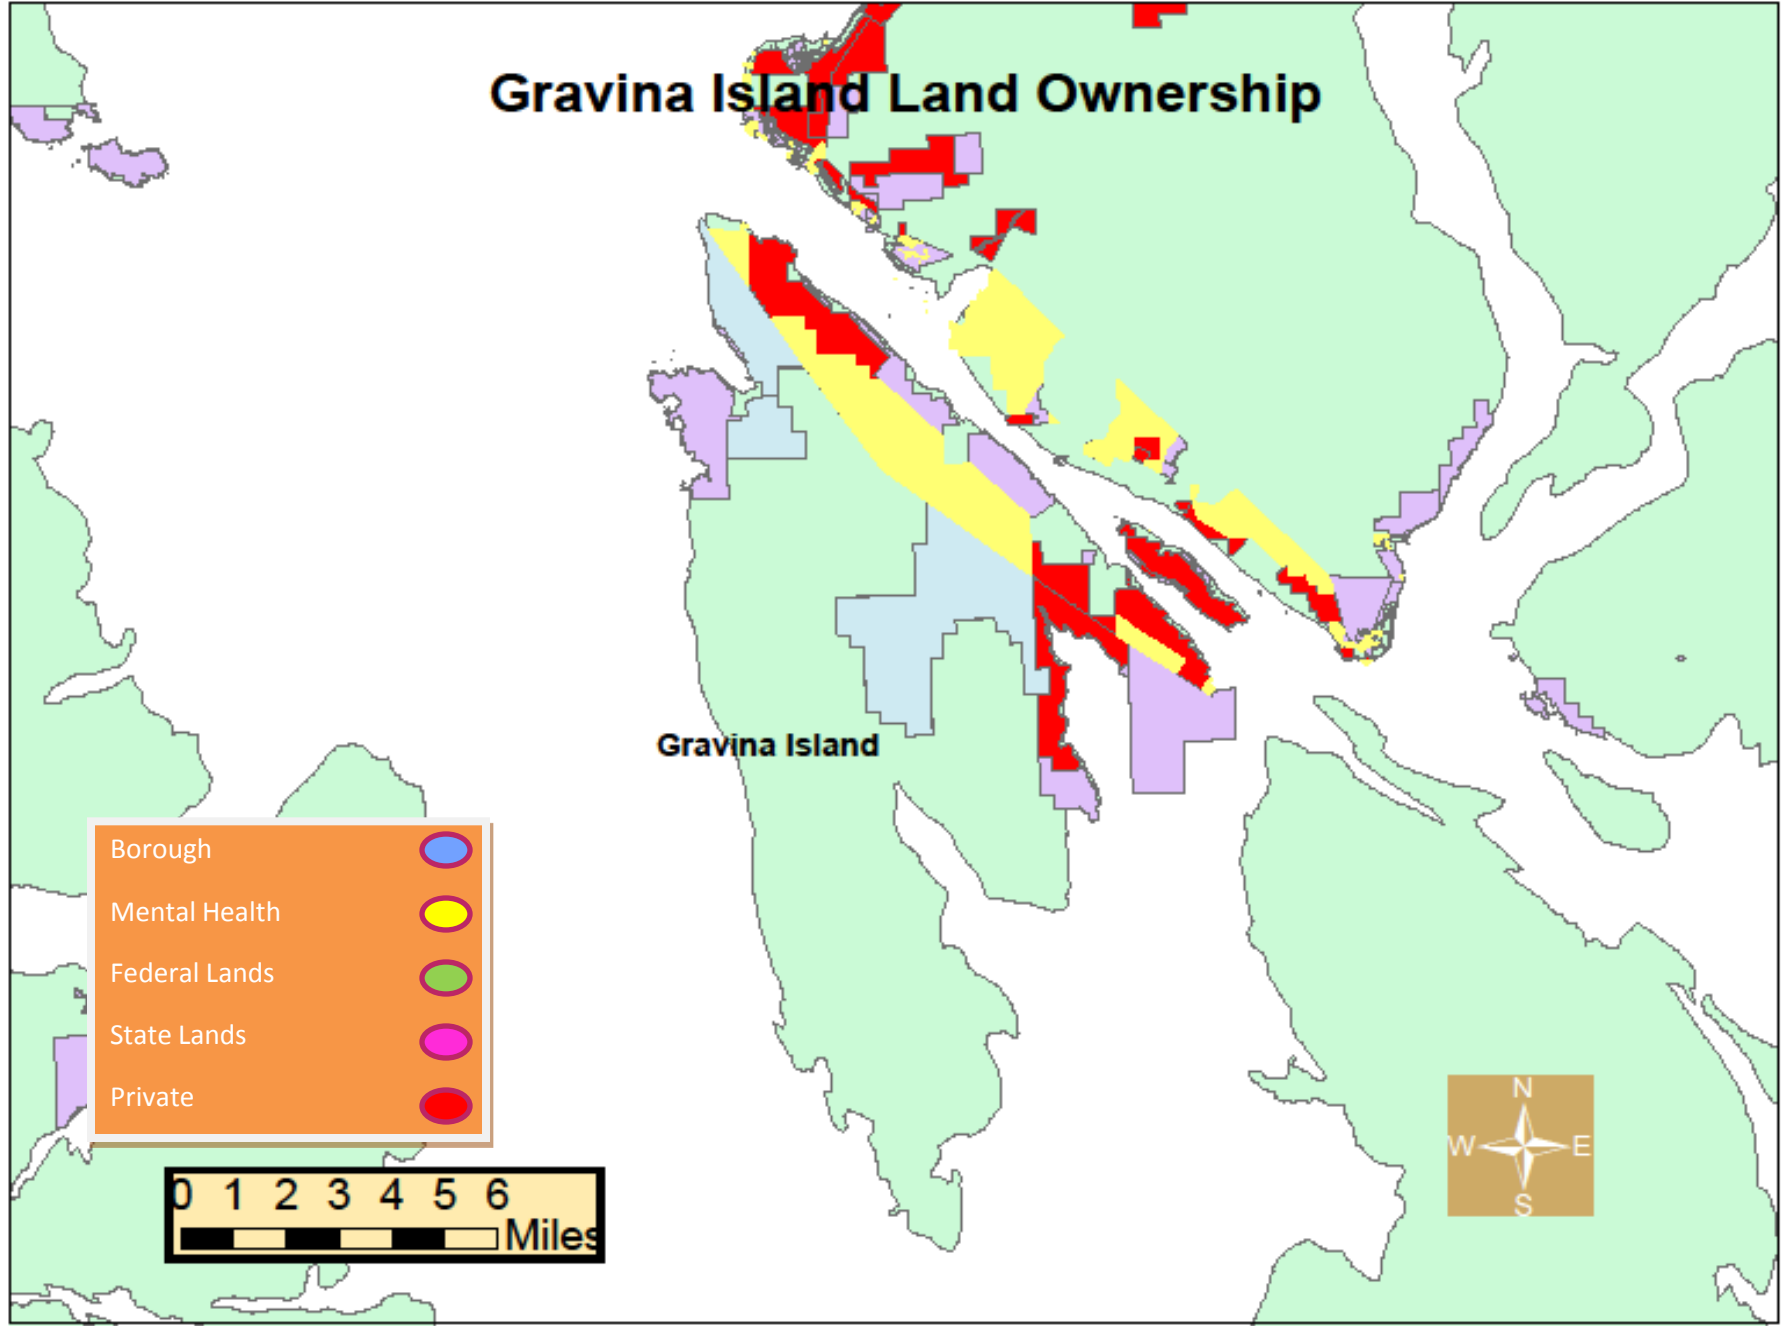 Gravina Island Land Ownership
Gravina Island
Borough
Mental Health
Federal Lands
State Lands
Private
0 1 2 3 4 5 6
Miles
N
W E
S